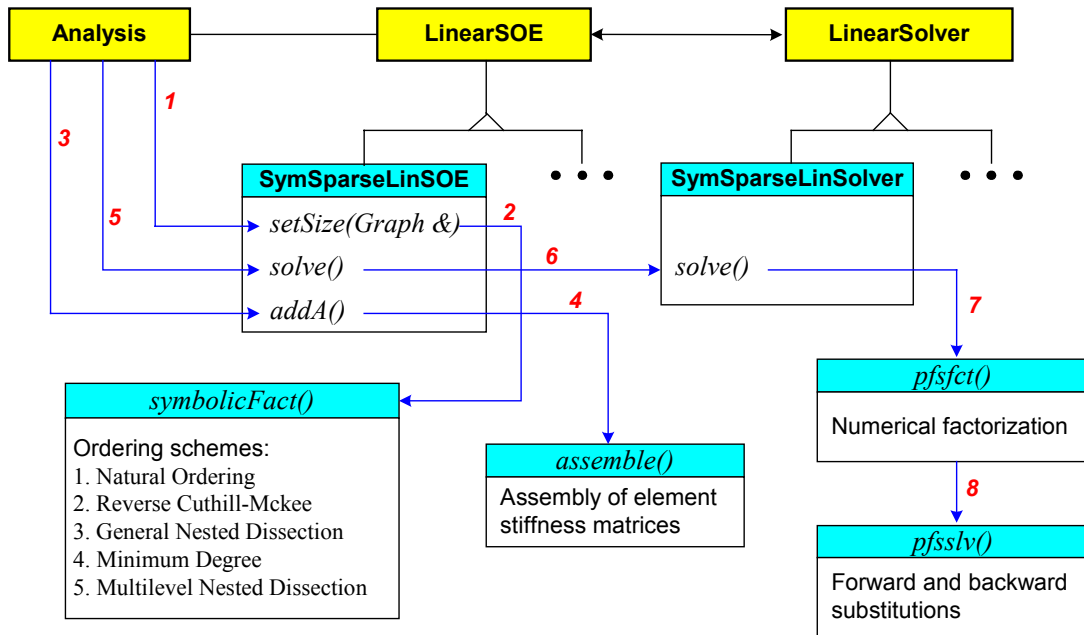 Analysis
LinearSOE
LinearSolver
1
3
SymSparseLinSOE
SymSparseLinSolver
5
setSize(Graph &)
2
solve()
6
solve()
addA()
4
7
symbolicFact()
pfsfct()
Ordering schemes:
1. Natural Ordering
2. Reverse Cuthill-Mckee
3. General Nested Dissection
4. Minimum Degree
5. Multilevel Nested Dissection
Numerical factorization
assemble()
Assembly of element
stiffness matrices
8
pfsslv()
Forward and backward
substitutions